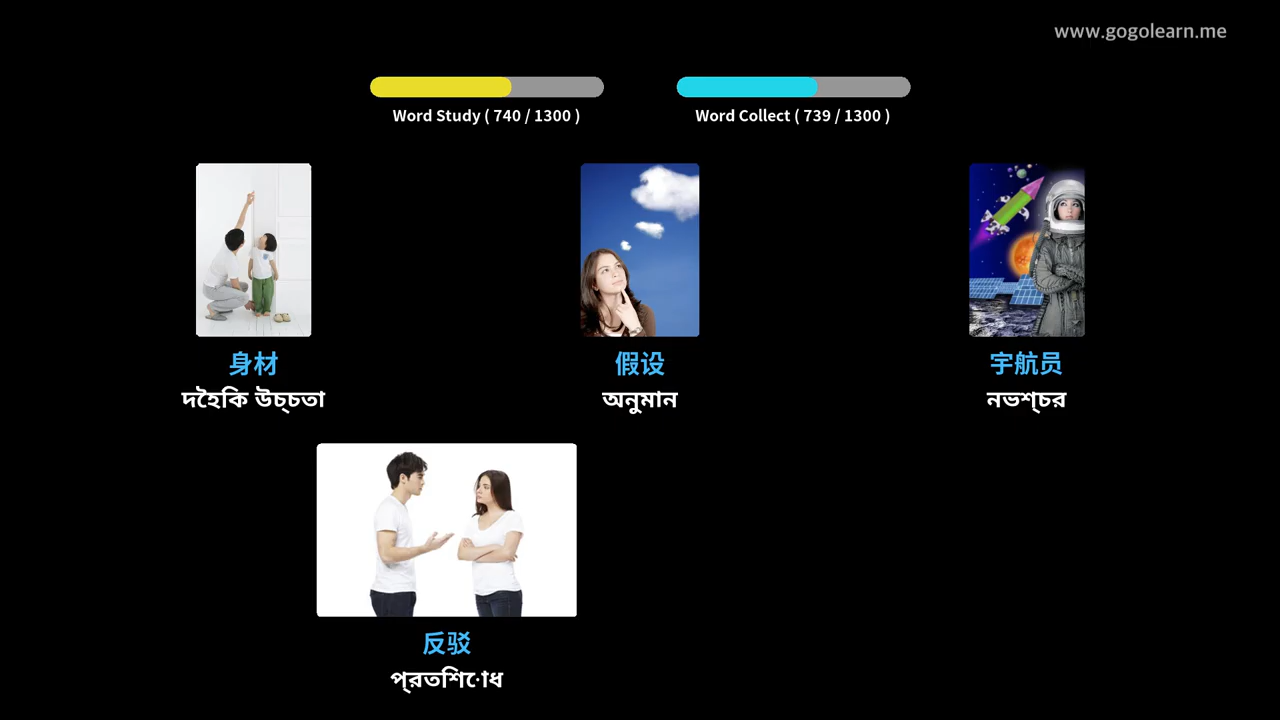 www.gogolearn.me
Word Study ( 740 / 1300 )
Word Collect ( 739 / 1300 )
身材
দৈহিক উচ্চতা
假设
অনুমান
宇航员
নভশ্চর
反驳
প্রতিশোধ